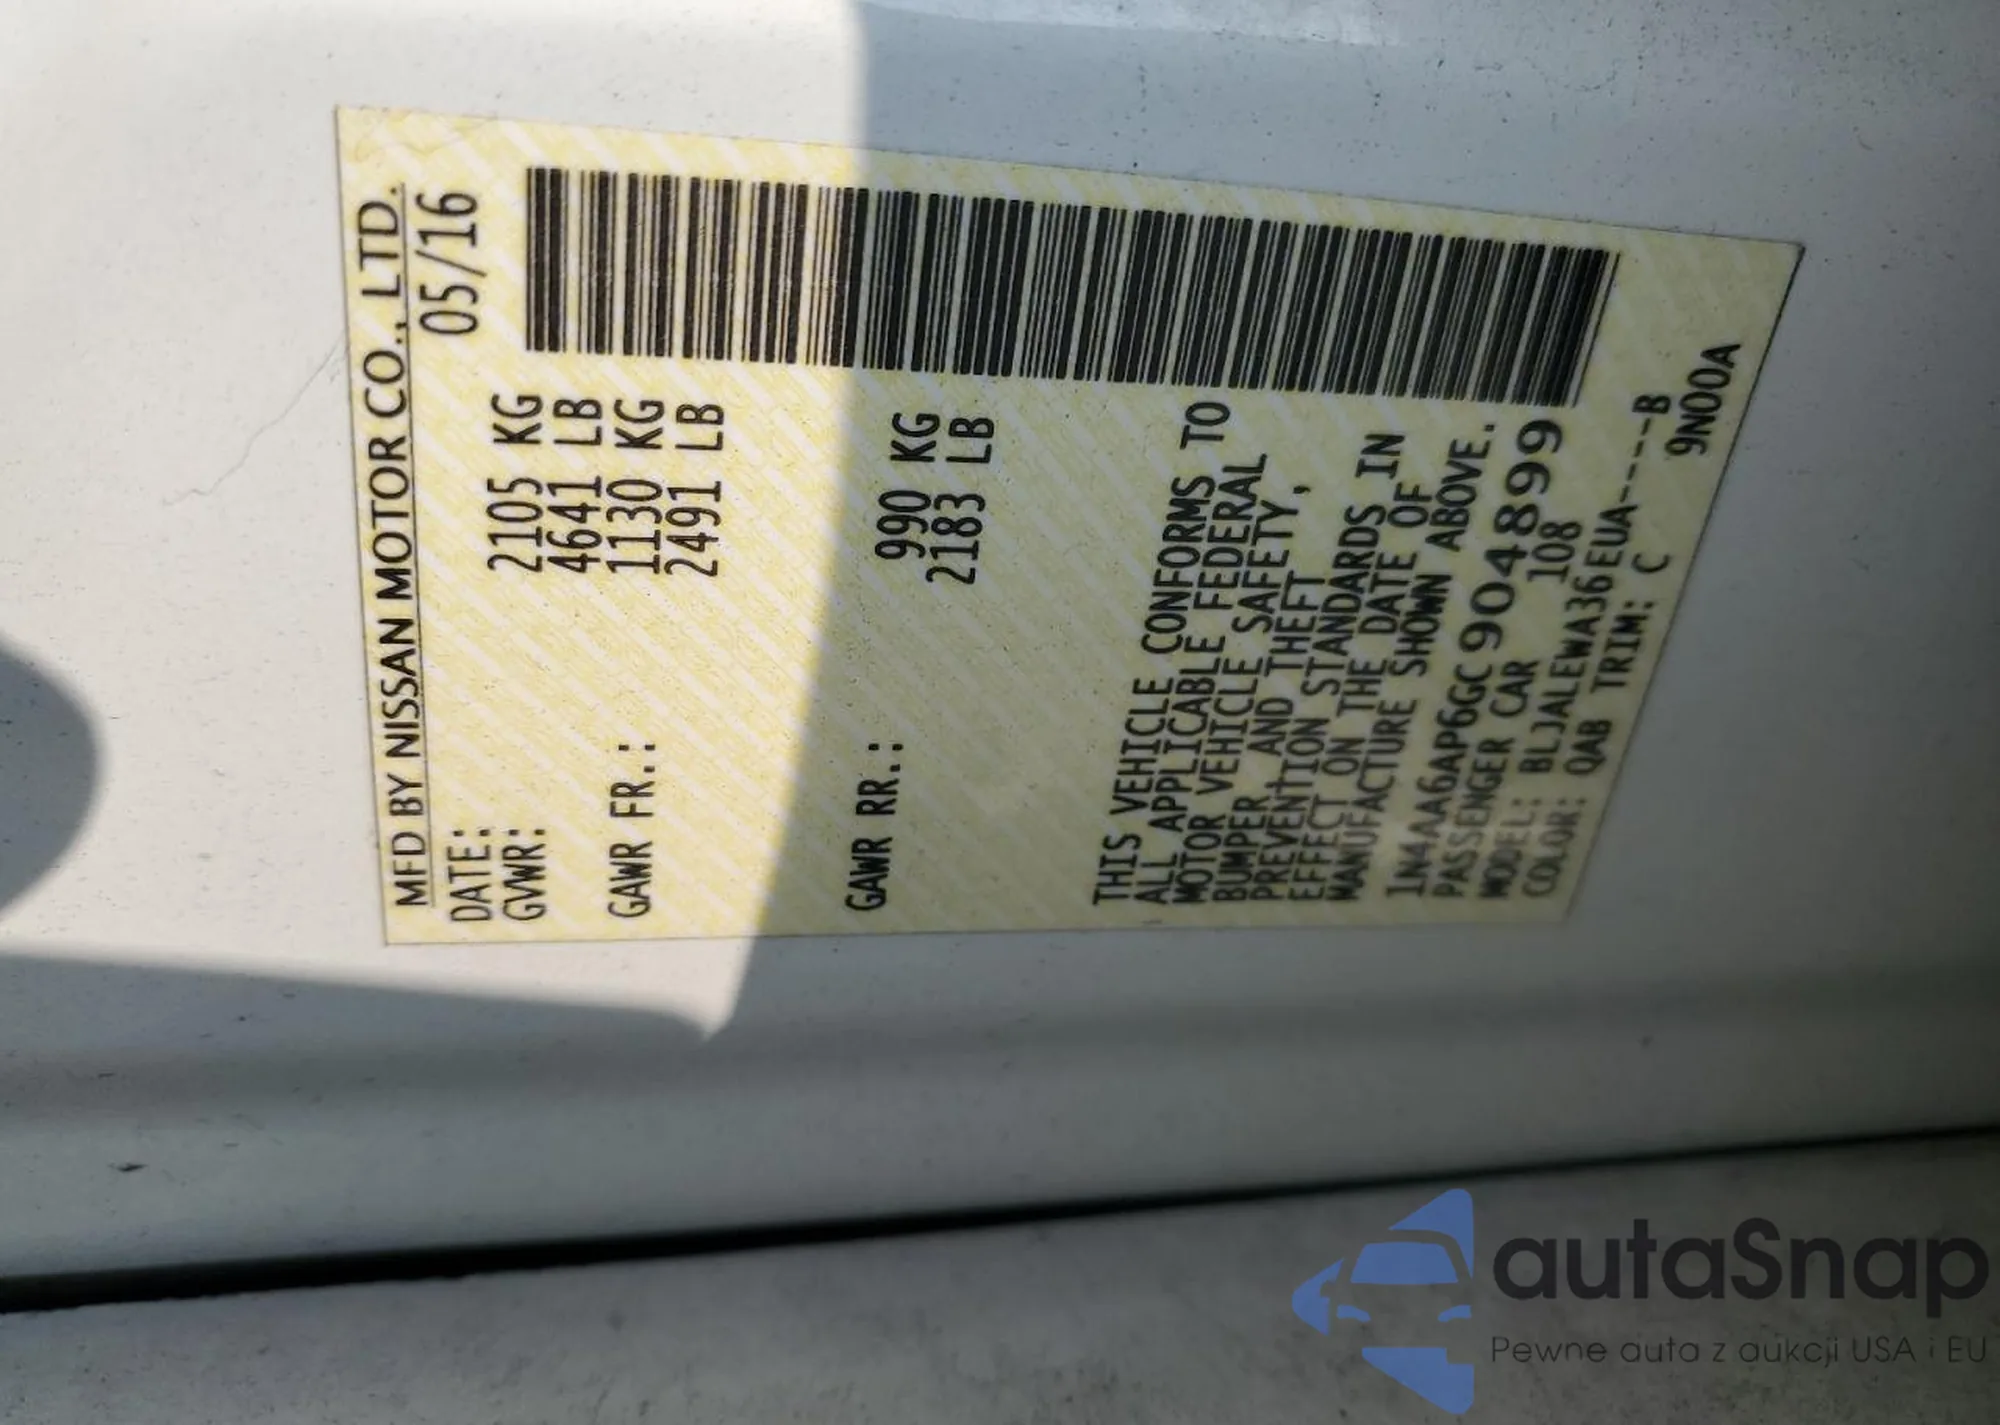 MFD BY NISSAN MOTOR CO., LTD.
DATE: 05/16
GVWR: 2105 KG
4641 LB
GAWR FR.: 1130 KG
2491 LB
GAWR RR.: 990 KG
2183 LB
THIS VEHICLE CONFORMS TO
ALL APPLICABLE FEDERAL
MOTOR VEHICLE SAFETY,
BUMPER, AND THEFT
PREVENTION STANDARDS IN
EFFECT ON THE DATE OF
MANUFACTURE SHOWN ABOVE.
1N4AA6AP6GC904899
PASSENGER CAR 108
MODEL: BLJALEWA36EUA----B
COLOR: QAB TRIM: C 9N00A
autaSnap
Pewne auta z aukcji USA i EU